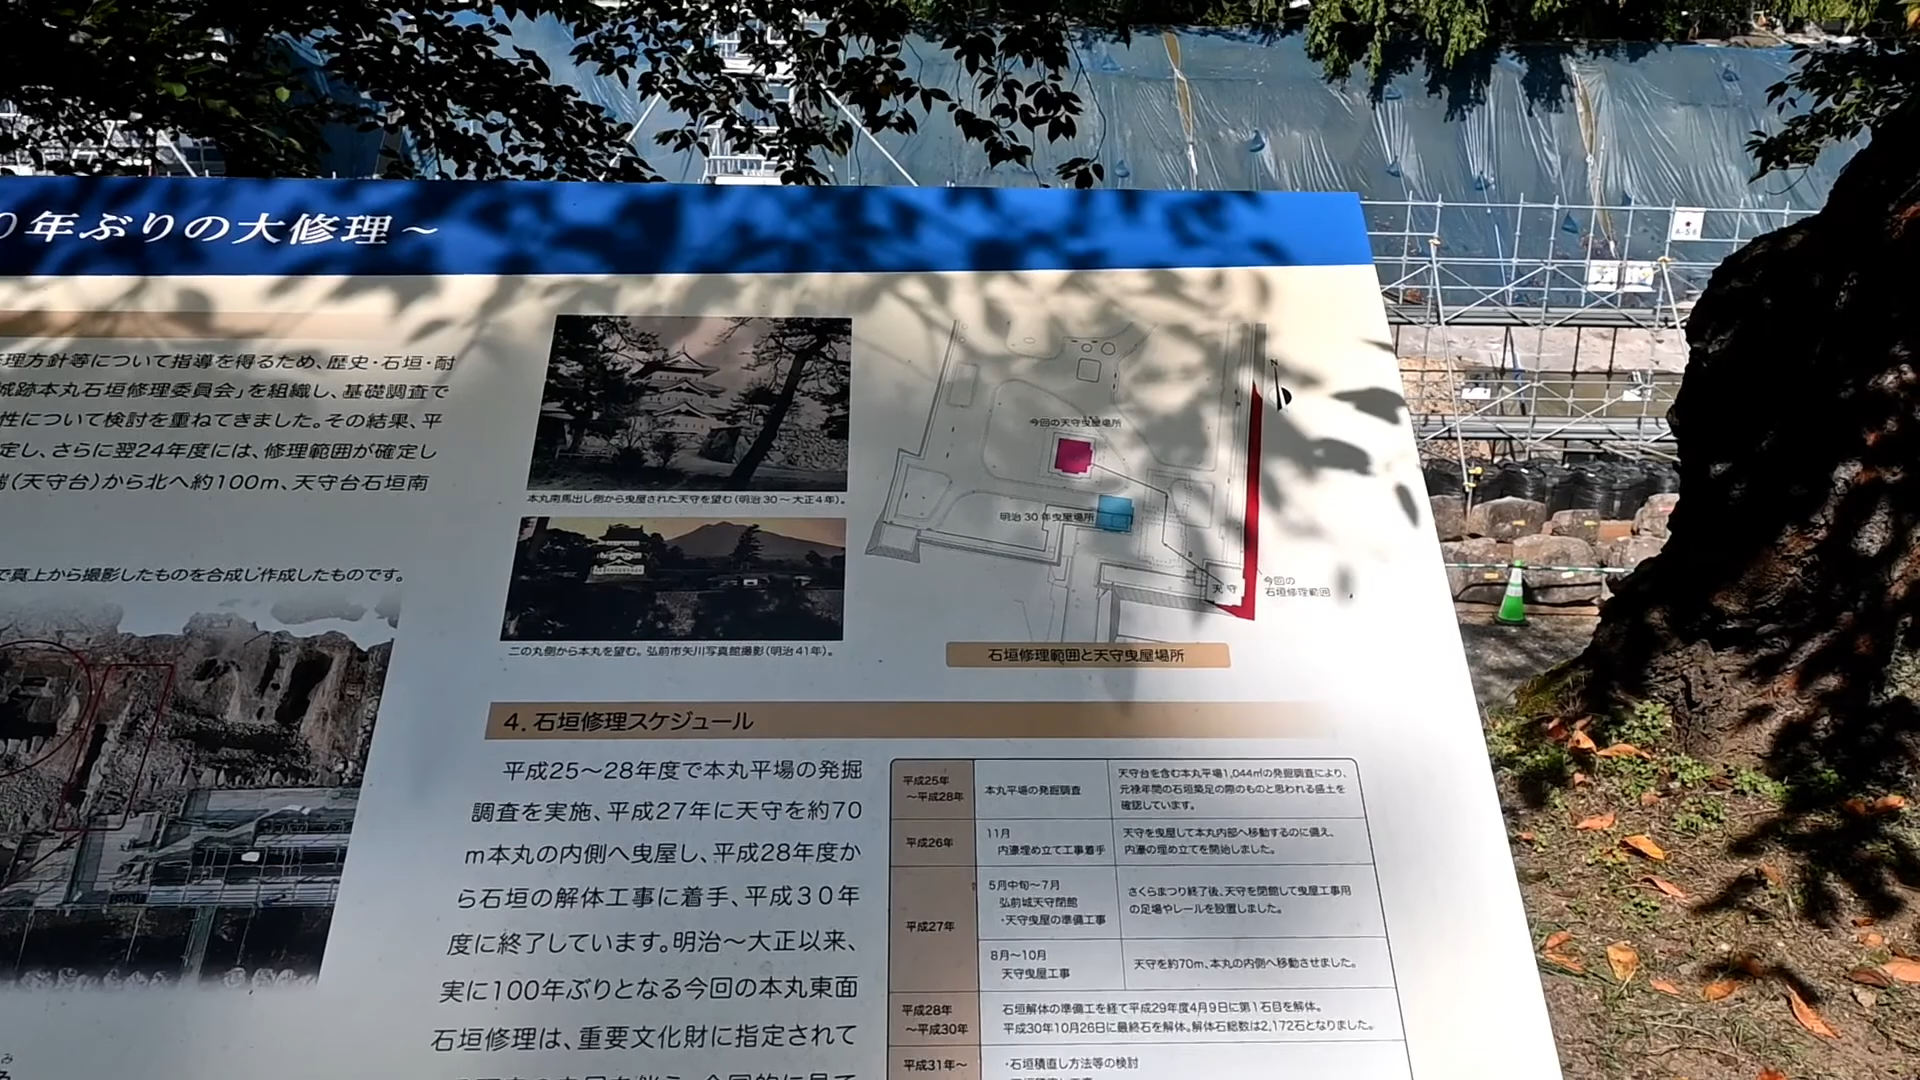 0年ぶりの大修理～
理方針等について指導を得るため、歴史・石垣・耐
城跡本丸石垣修理委員会」を組織し、基礎調査で
性について検討を重ねてきました。その結果、平
定し、さらに翌24年度には、修理範囲が確定し
端(天守台)から北へ約100m、天守台石垣南
で真上から撮影したものを合成し作成したものです。
本丸南馬出し側から曳屋された天守を望む(明治30～大正4年)。
二の丸側から本丸を望む。弘前市矢川写真館撮影(明治41年)。
N
今回の天守曳屋場所
明治30年曳屋場所
天守
今回の
石垣修理範囲
石垣修理範囲と天守曳屋場所
4. 石垣修理スケジュール
平成25～28年度で本丸平場の発掘
調査を実施、平成27年に天守を約70
m本丸の内側へ曳屋し、平成28年度か
ら石垣の解体工事に着手、平成30年
度に終了しています。明治～大正以来、
実に100年ぶりとなる今回の本丸東面
石垣修理は、重要文化財に指定されて
平成25年
～平成28年
本丸平場の発掘調査
天守台を含む本丸平場1,044㎡の発掘調査により、
元禄年間の石垣築足の際のものと思われる盛土を
確認しています。
平成26年
11月
内濠埋め立て工事着手
天守を曳屋して本丸内部へ移動するのに備え、
内濠の埋め立てを開始しました。
平成27年
5月中旬～7月
弘前城天守閉館
・天守曳屋の準備工事
さくらまつり終了後、天守を閉館して曳屋工事用
の足場やレールを設置しました。
8月～10月
天守曳屋工事
天守を約70m、本丸の内側へ移動させました。
平成28年
～平成30年
石垣解体の準備工を経て平成29年度4月9日に第1石目を解体。
平成30年10月26日に最終石を解体。解体石総数は2,172石となりました。
平成31年～
・石垣積直し方法等の検討
A-56